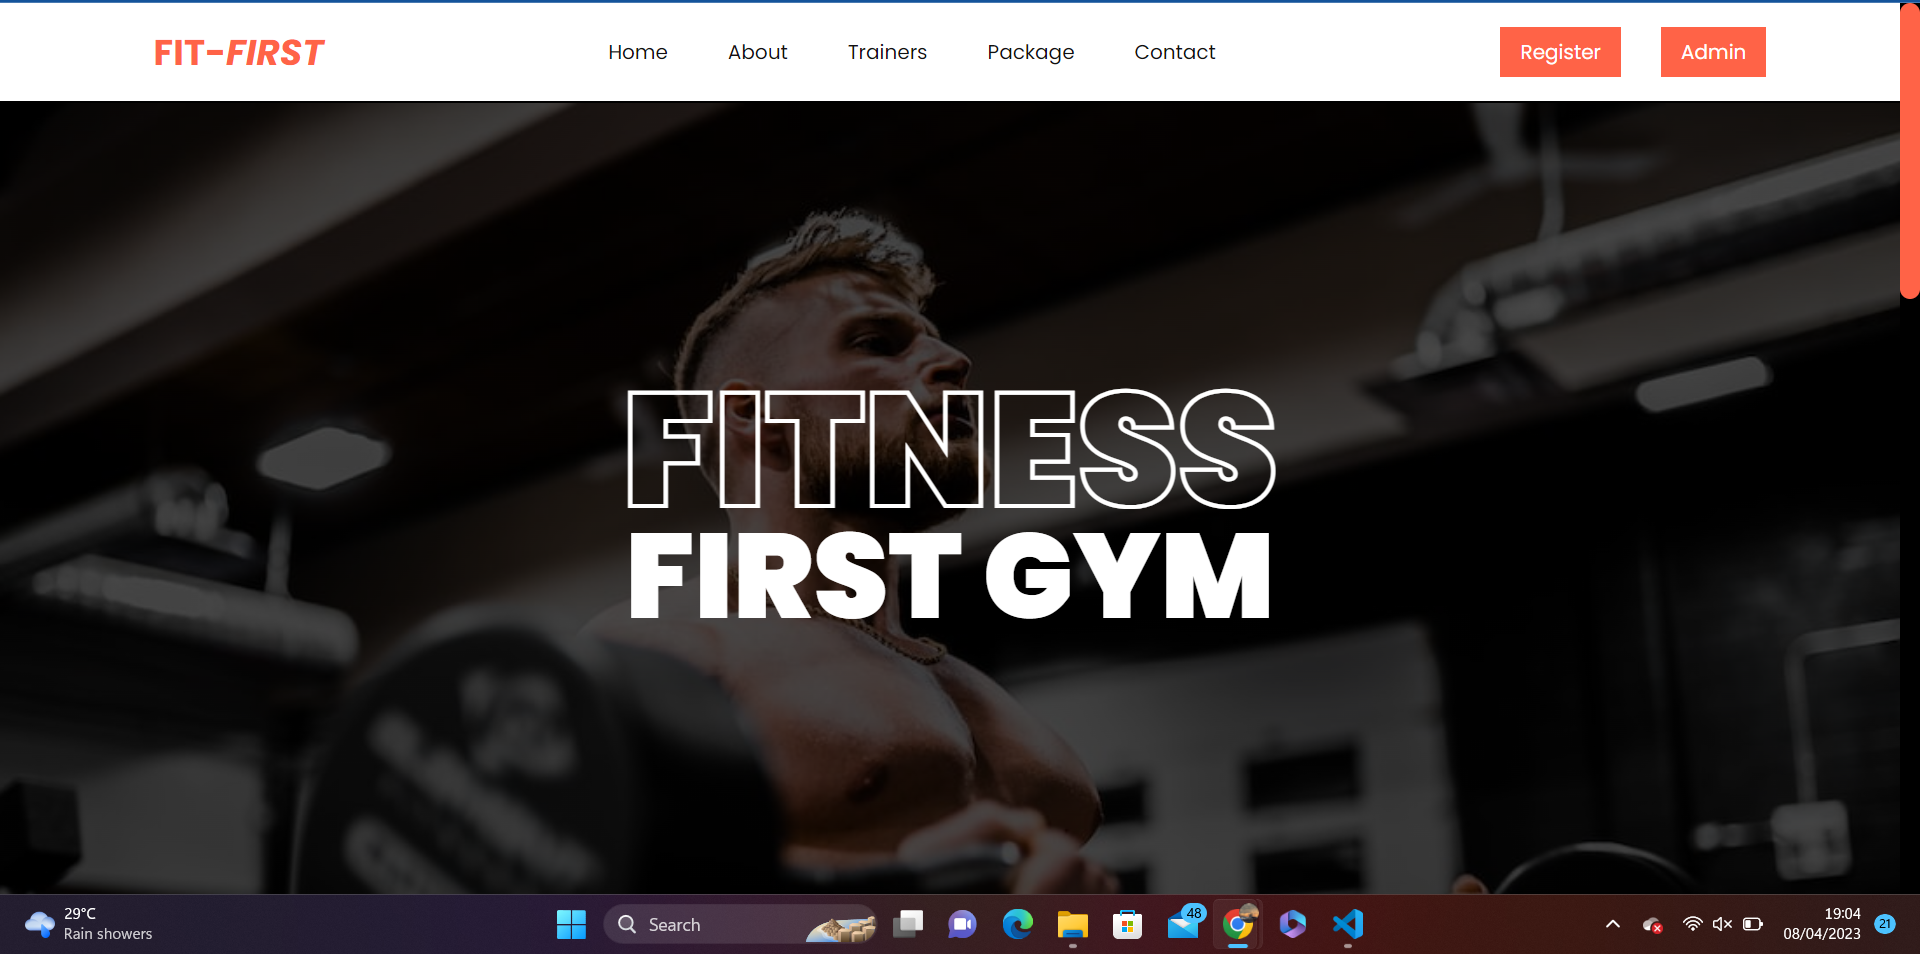 FIT-FIRST
Home About Trainers Package Contact
Register Admin
FITNESS
FIRST GYM
29°C
Rain showers
Search
48
19:04
08/04/2023
21